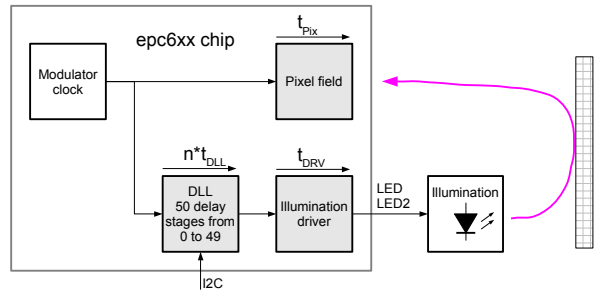 epc6xx chip
tPix
Modulator
clock
Pixel field
n*tDLL
tDRV
DLL
50 delay
stages from
0 to 49
Illumination
driver
LED
LED2
Illumination
I2C